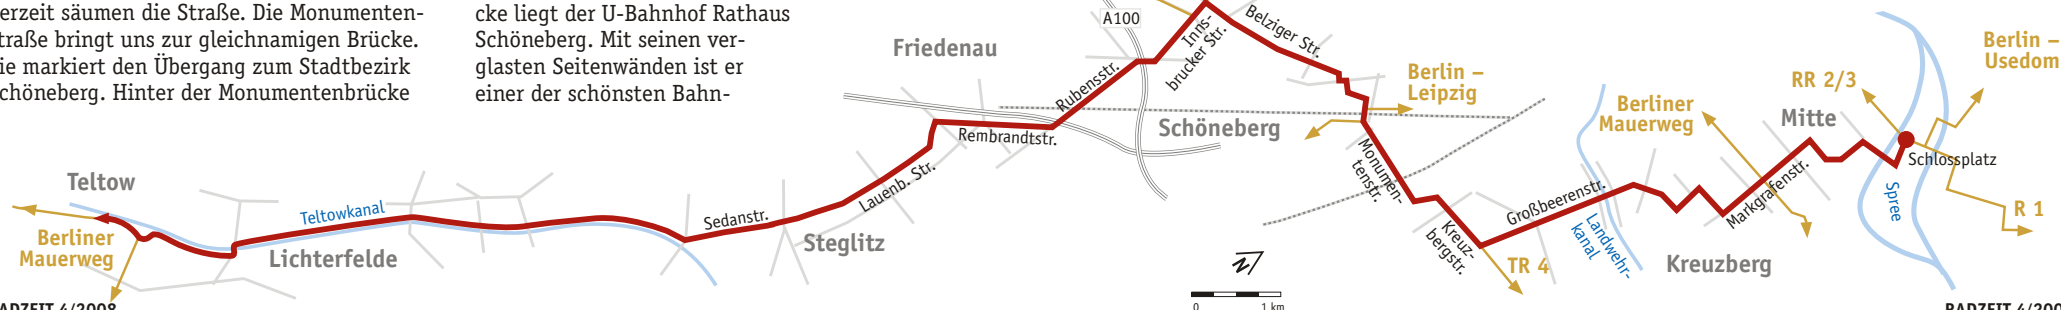 erzeit säumen die Straße. Die Monumenten-
traße bringt uns zur gleichnamigen Brücke.
ie markiert den Übergang zum Stadtbezirk
chöneberg. Hinter der Monumentenbrücke
cke liegt der U-Bahnhof Rathaus
Schöneberg. Mit seinen ver-
glasten Seitenwänden ist er
einer der schönsten Bahn-
Teltow
Berliner
Mauerweg
Teltowkanal
Lichterfelde
Sedanstr.
Steglitz
Lauenb. Str.
Friedenau
Rembrandtstr.
Rubensstr.
A100
Inns-
brucker Str.
Belziger Str.
Schöneberg
Berlin –
Leipzig
Monumen-
tenstr.
Kreuz-
bergstr.
TR 4
Großbeerenstr.
Landwehr-
kanal
Berliner
Mauerweg
Kreuzberg
Markgrafenstr.
Mitte
RR 2/3
Schlossplatz
Spree
Berlin –
Usedom
R 1
N
0 1 km
ADZEIT 4/2008
RADZEIT 4/200